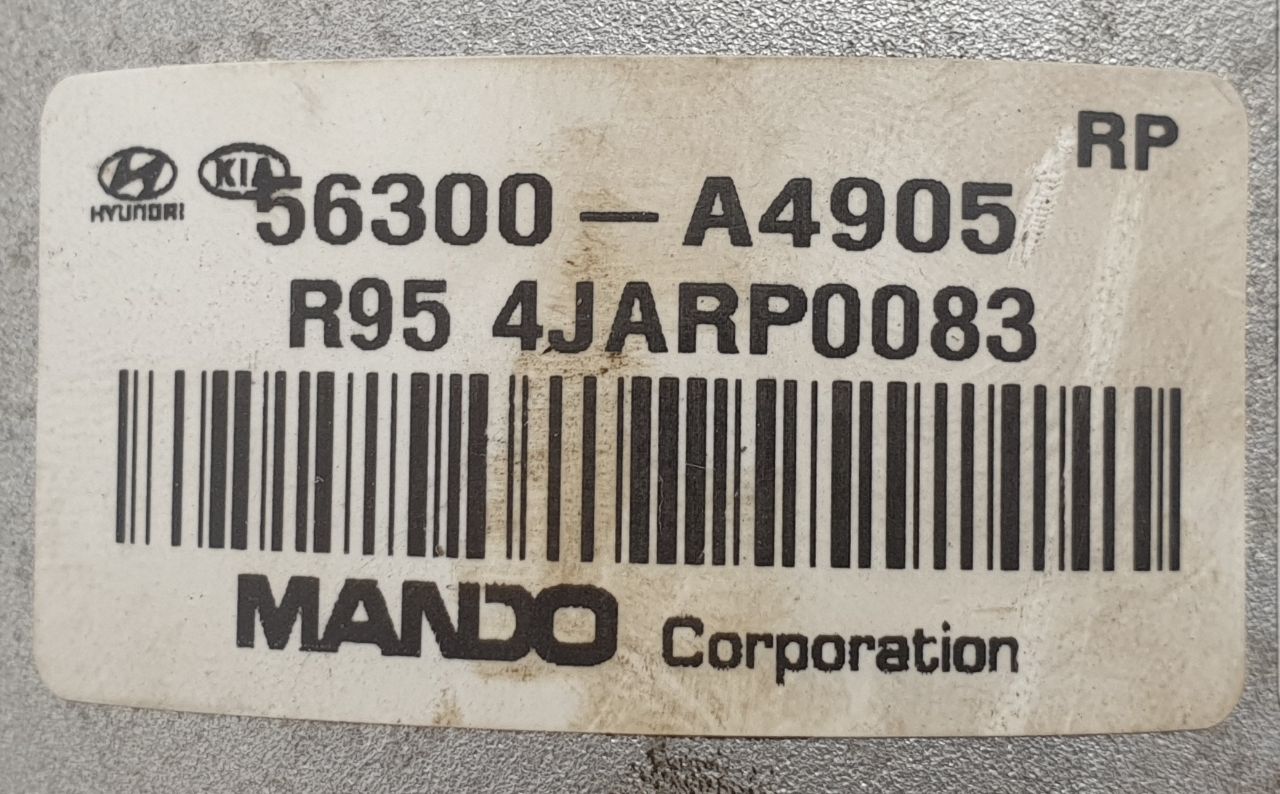 RP
HYUNDAI KIA 56300-A4905
R95 4JARP0083
MANDO Corporation